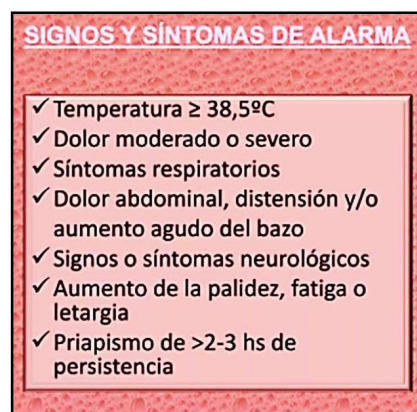 SIGNOS Y SÍNTOMAS DE ALARMA
✓ Temperatura ≥ 38,5ºC
✓ Dolor moderado o severo
✓ Síntomas respiratorios
✓ Dolor abdominal, distensión y/o
aumento agudo del bazo
✓ Signos o síntomas neurológicos
✓ Aumento de la palidez, fatiga o
letargia
✓ Priapismo de >2-3 hs de
persistencia